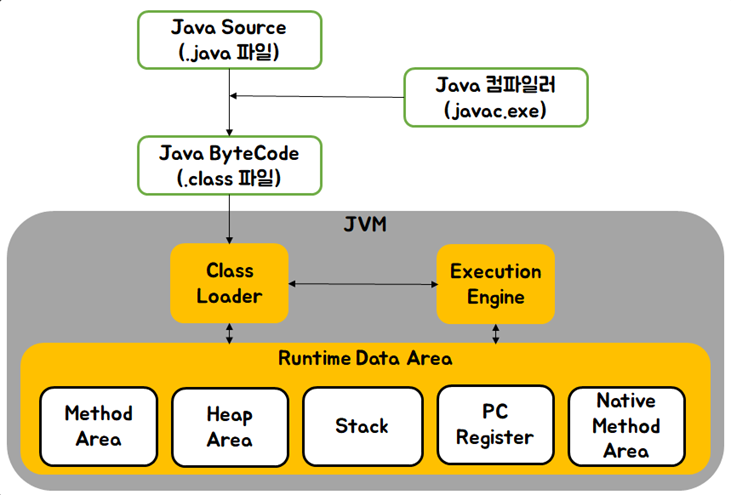 Java Source
(.java 파일)
Java 컴파일러
(javac.exe)
Java ByteCode
(.class 파일)
JVM
Class
Loader
Execution
Engine
Runtime Data Area
Method
Area
Heap
Area
Stack
PC
Register
Native
Method
Area